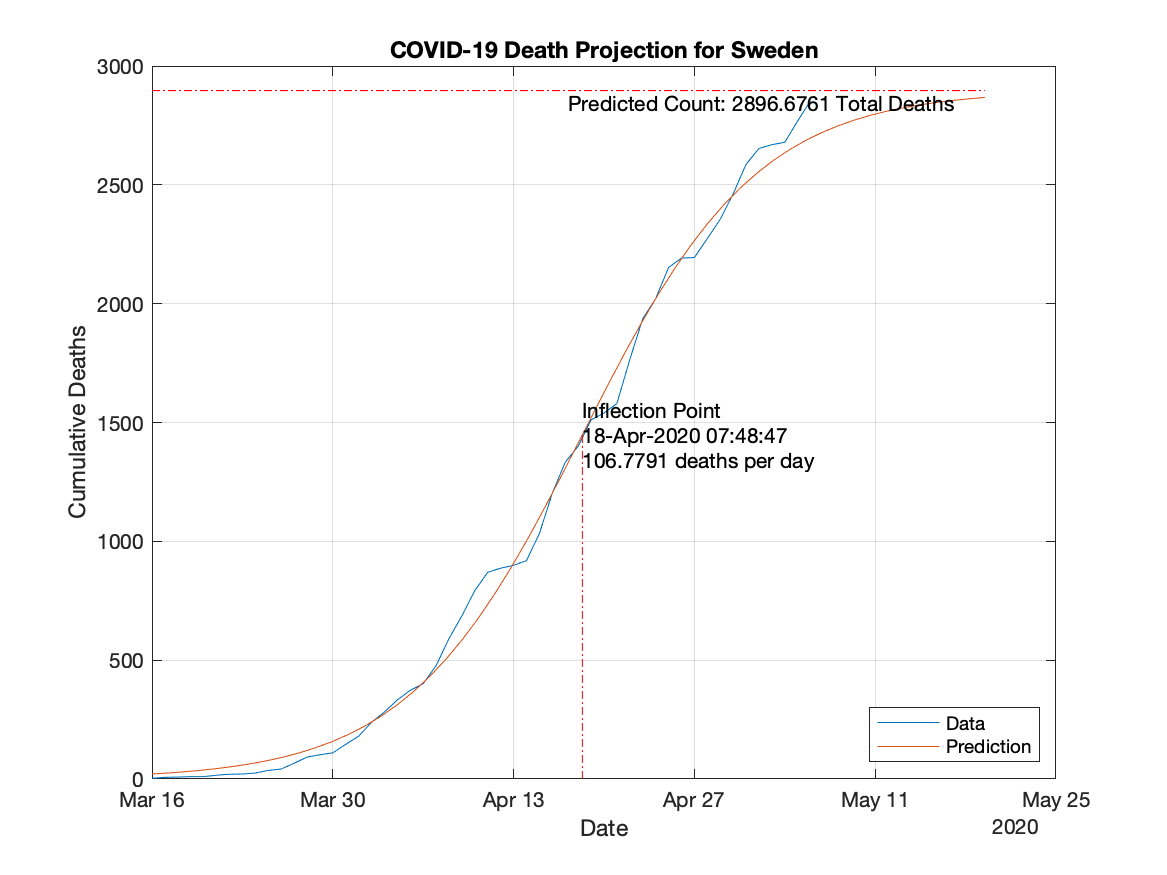 COVID-19 Death Projection for Sweden
3000
Predicted Count: 2896.6761 Total Deaths
2500
2000
Cumulative Deaths
1500
Inflection Point
18-Apr-2020 07:48:47
106.7791 deaths per day
1000
500
0
Data
Prediction
Mar 16 Mar 30 Apr 13 Apr 27 May 11 May 25
Date
2020